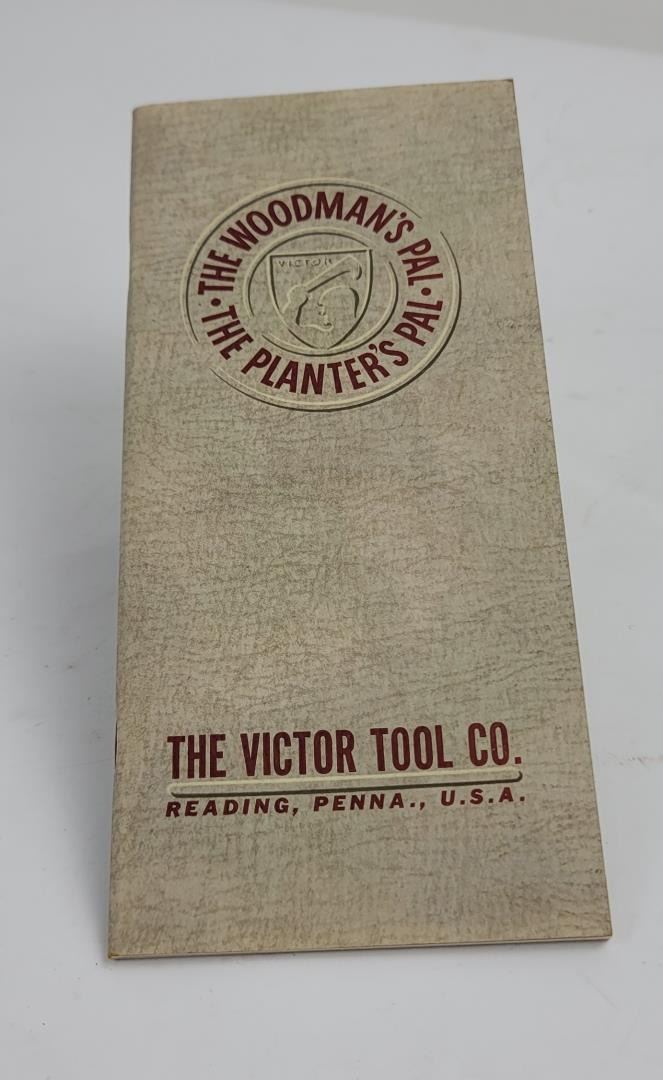 • THE WOODMAN'S PAL •
THE PLANTER'S PAL
VICTOR
THE VICTOR TOOL CO.
READING, PENNA., U.S.A.